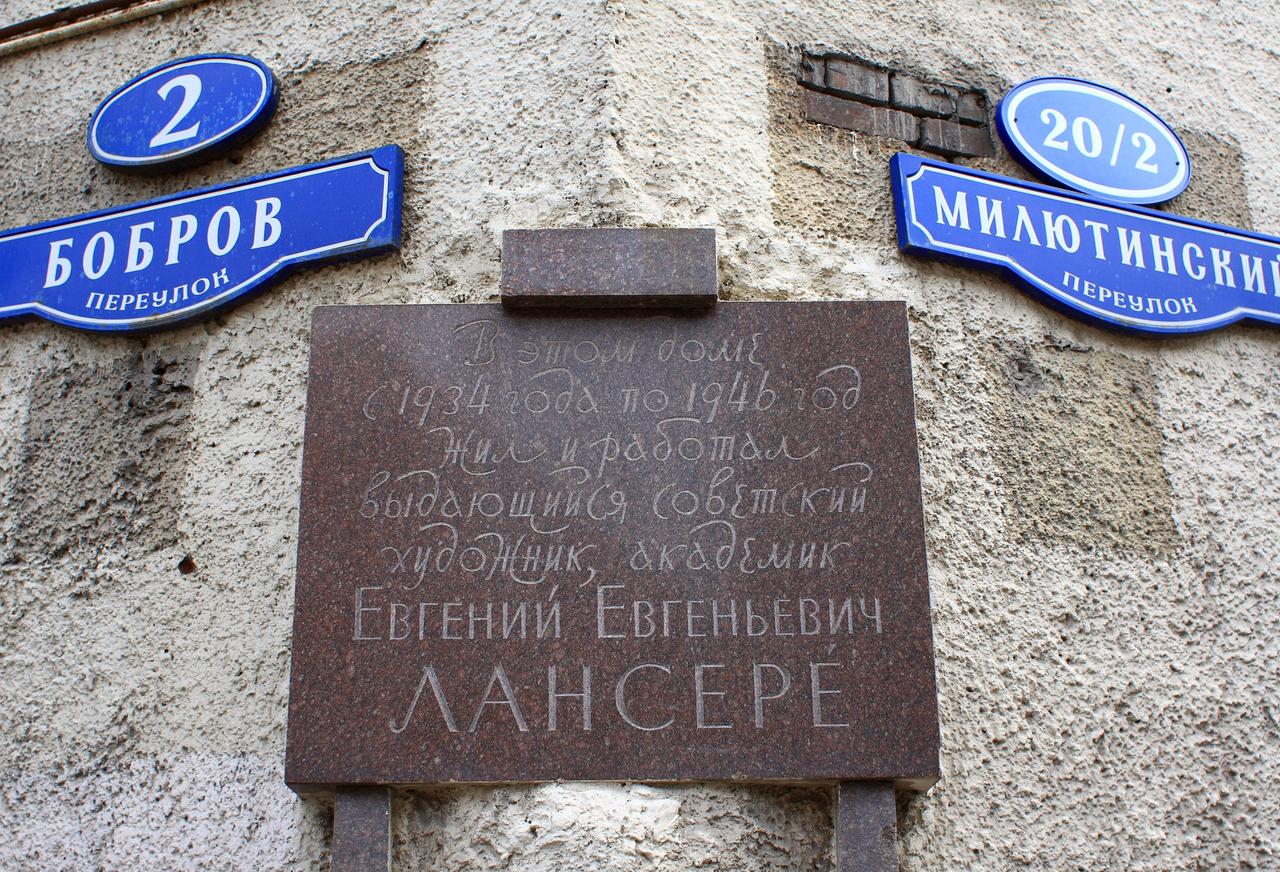 2
БОБРОВ
ПЕРЕУЛОК
20/2
МИЛЮТИНСКИЙ
ПЕРЕУЛОК
В этом доме
с 1934 года по 1946 год
жил и работал
выдающийся советский
художник, академик
Евгений Евгеньевич
ЛАНСЕРЕ́